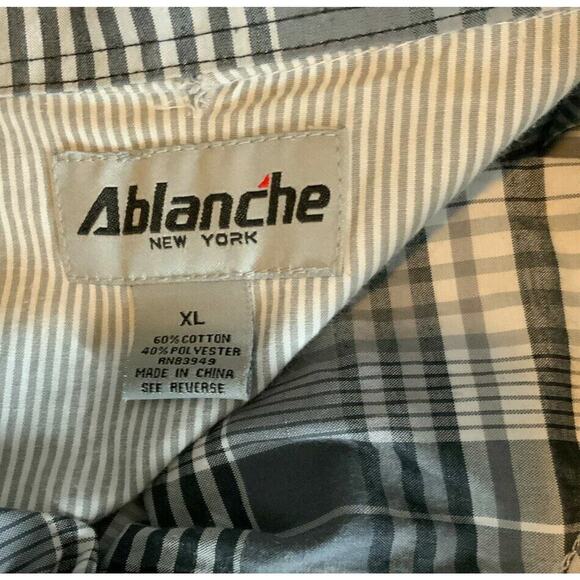 Ablanche
NEW YORK
XL
60% COTTON
40% POLYESTER
RN83949
MADE IN CHINA
SEE REVERSE